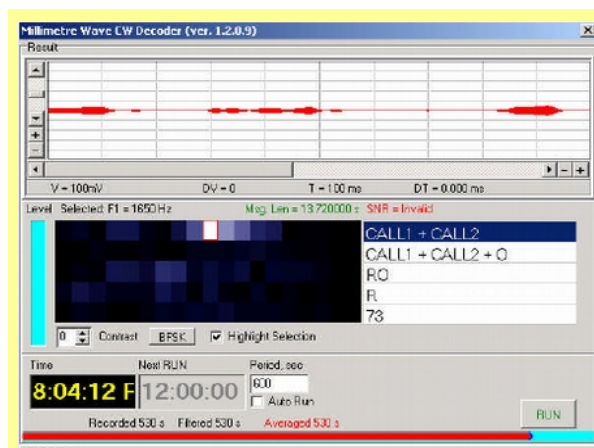 Millimetre Wave CW Decoder (ver. 1.2.0.9)
Result
V = 100mV DV = 0 T = 100 ms DT = 0.000 ms
Level Selected: F1 = 1650 Hz Msg. Len = 13.720000 s SNR = Invalid
CALL1 + CALL2
CALL1 + CALL2 + O
RO
R
73
0 Contrast BPSK Highlight Selection
Time Next RUN Period, sec
8:04:12 F 12:00:00 600
Auto Run
RUN
Recorded 530 s Filtered 530 s Averaged 530 s